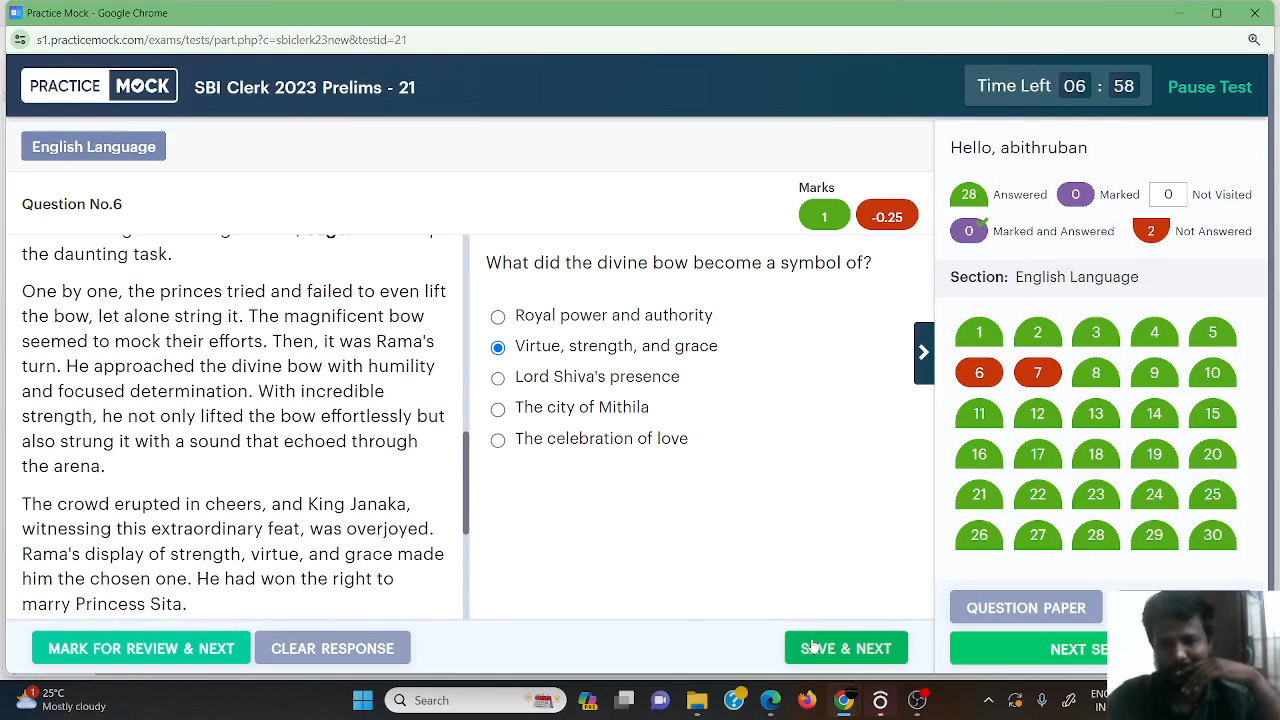 Practice Mock - Google Chrome
s1.practicemock.com/exams/tests/part.php?c=sbiclerk23new&testid=21
PRACTICE MOCK
SBI Clerk 2023 Prelims - 21
Time Left 06 : 58
Pause Test
English Language
Question No.6
Marks
1
-0.25
the daunting task.
One by one, the princes tried and failed to even lift
the bow, let alone string it. The magnificent bow
seemed to mock their efforts. Then, it was Rama's
turn. He approached the divine bow with humility
and focused determination. With incredible
strength, he not only lifted the bow effortlessly but
also strung it with a sound that echoed through
the arena.
The crowd erupted in cheers, and King Janaka,
witnessing this extraordinary feat, was overjoyed.
Rama's display of strength, virtue, and grace made
him the chosen one. He had won the right to
marry Princess Sita.
What did the divine bow become a symbol of?
Royal power and authority
Virtue, strength, and grace
Lord Shiva's presence
The city of Mithila
The celebration of love
MARK FOR REVIEW & NEXT
CLEAR RESPONSE
SAVE & NEXT
Hello, abithruban
28 Answered
0 Marked
0 Not Visited
0 Marked and Answered
2 Not Answered
Section: English Language
1 2 3 4 5
6 7 8 9 10
11 12 13 14 15
16 17 18 19 20
21 22 23 24 25
26 27 28 29 30
QUESTION PAPER
NEXT SE
1
25°C
Mostly cloudy
Search
ENG
IN